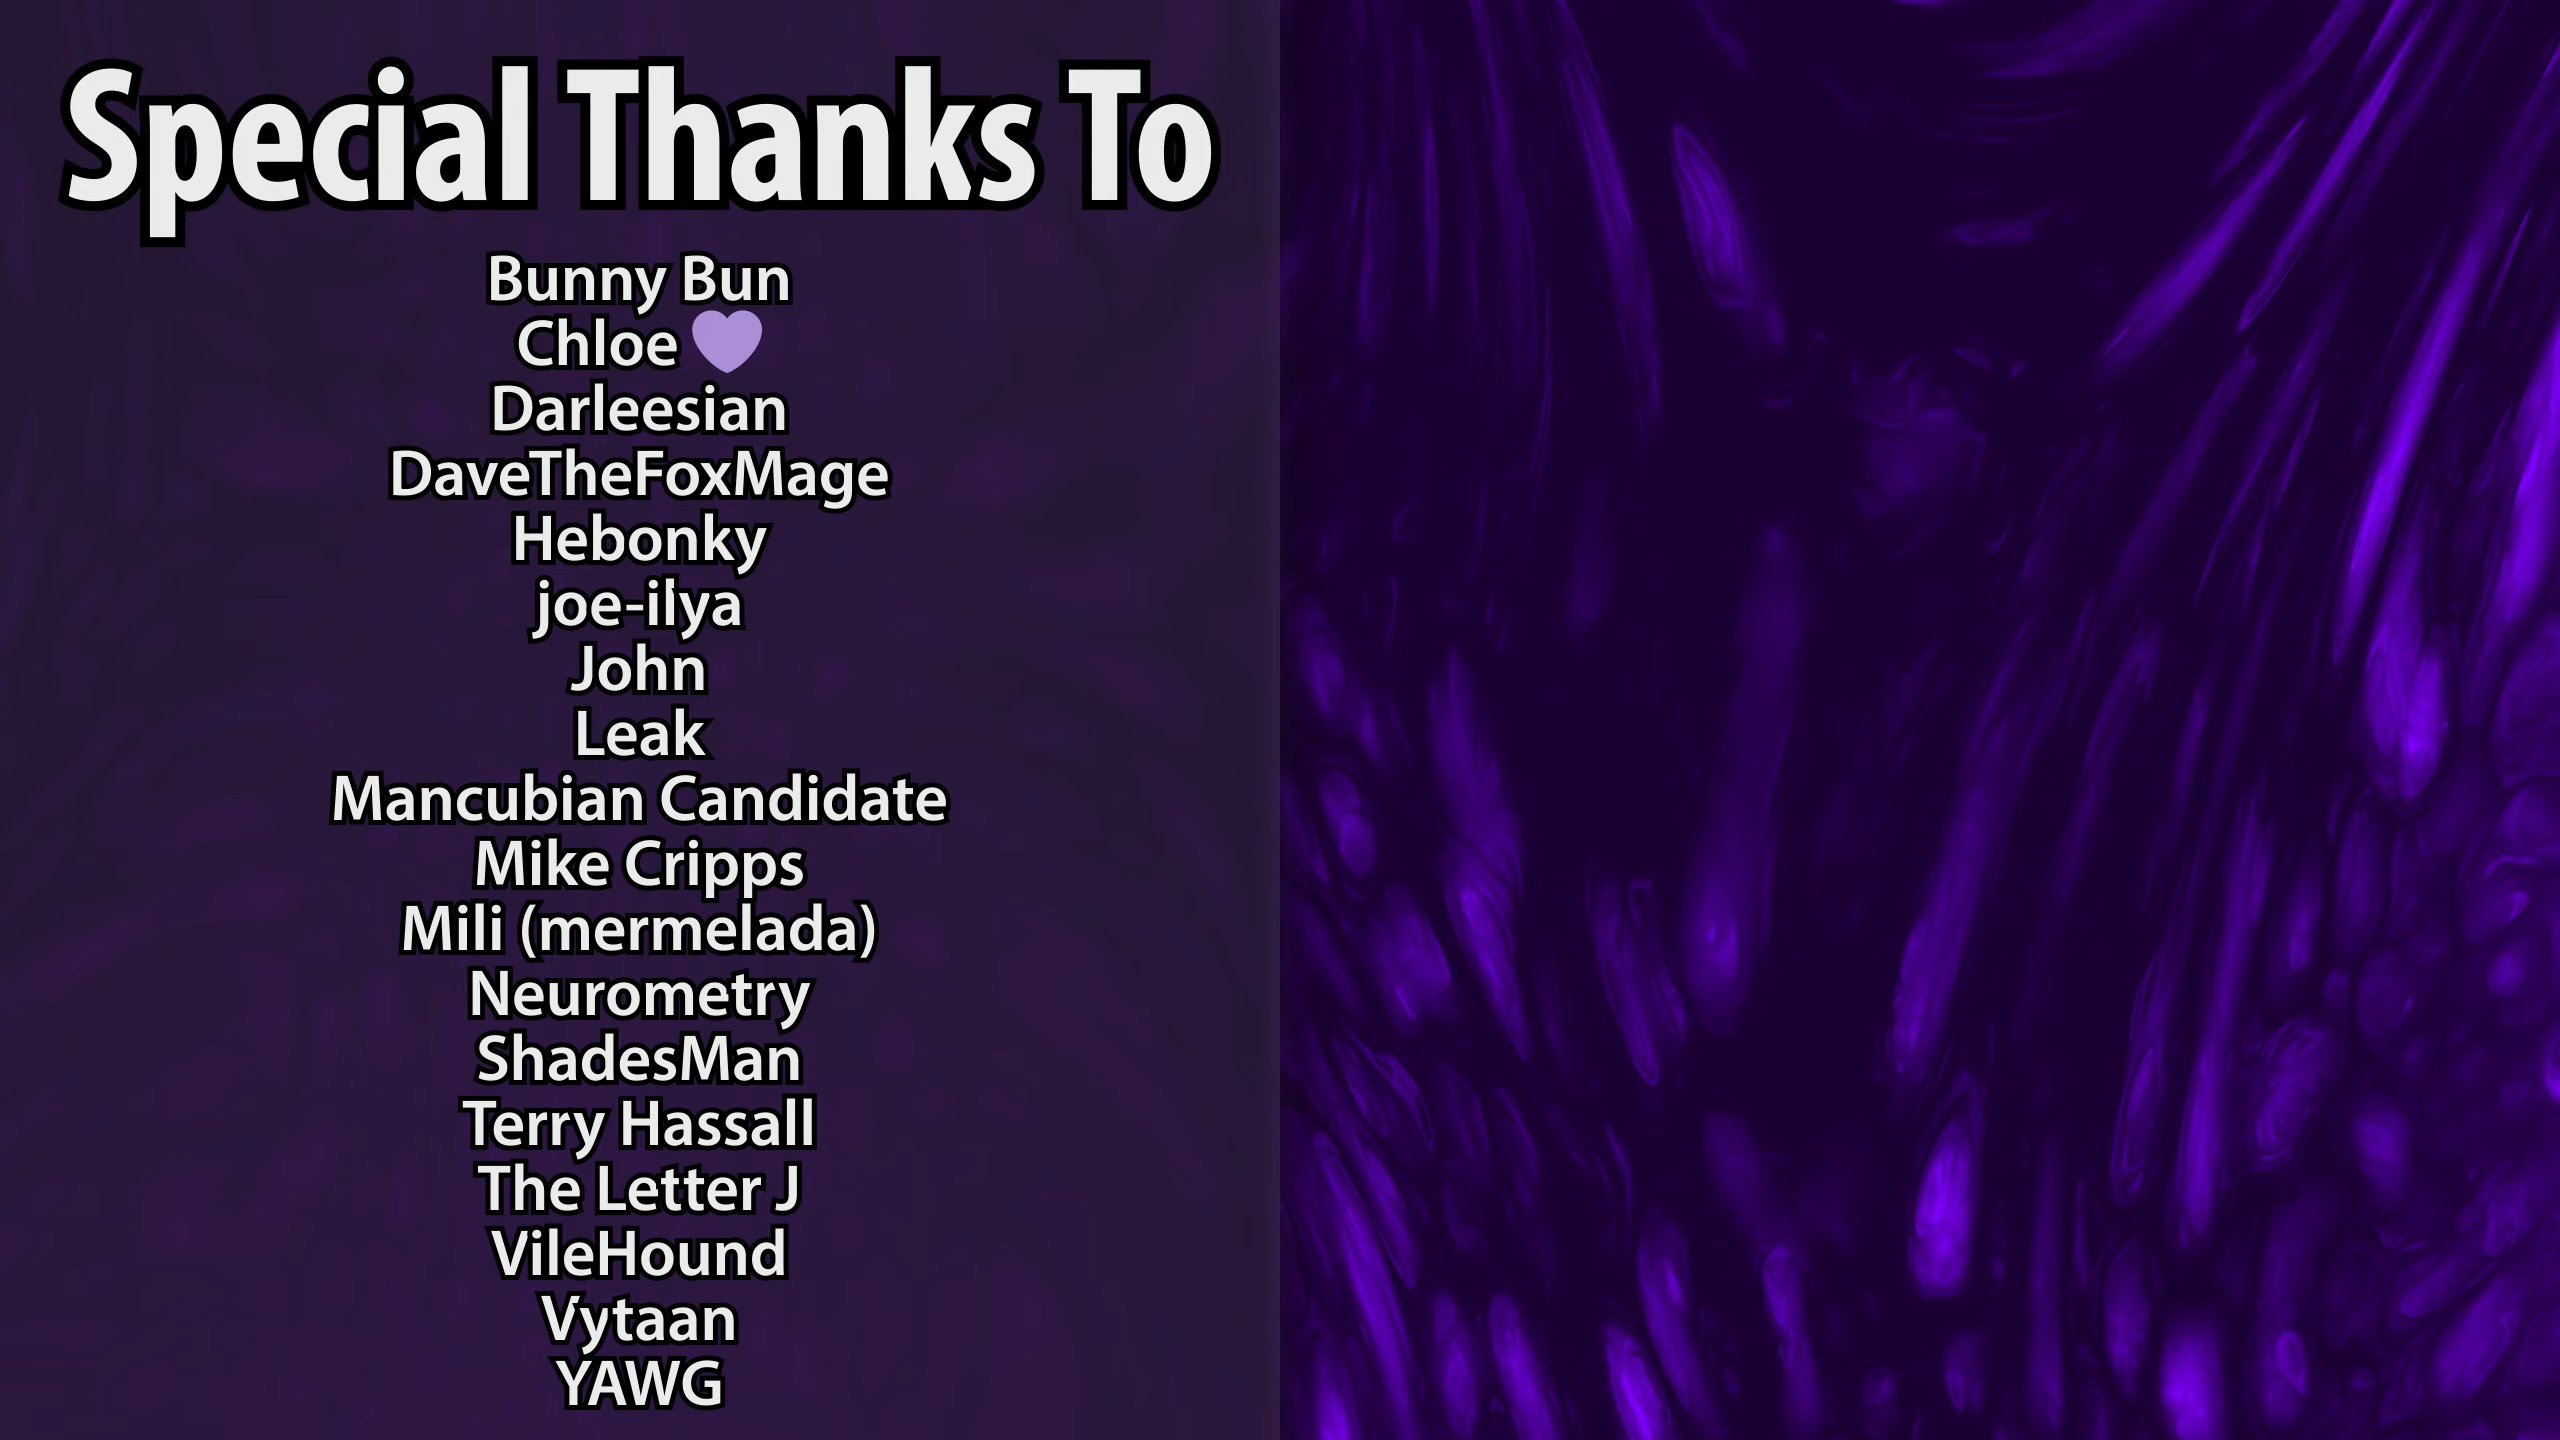 Special Thanks To
Bunny Bun
Chloe 💜
Darleesian
DaveTheFoxMage
Hebonky
joe-ilya
John
Leak
Mancubian Candidate
Mike Cripps
Mili (mermelada)
Neurometry
ShadesMan
Terry Hassall
The Letter J
VileHound
Vytaan
YAWG